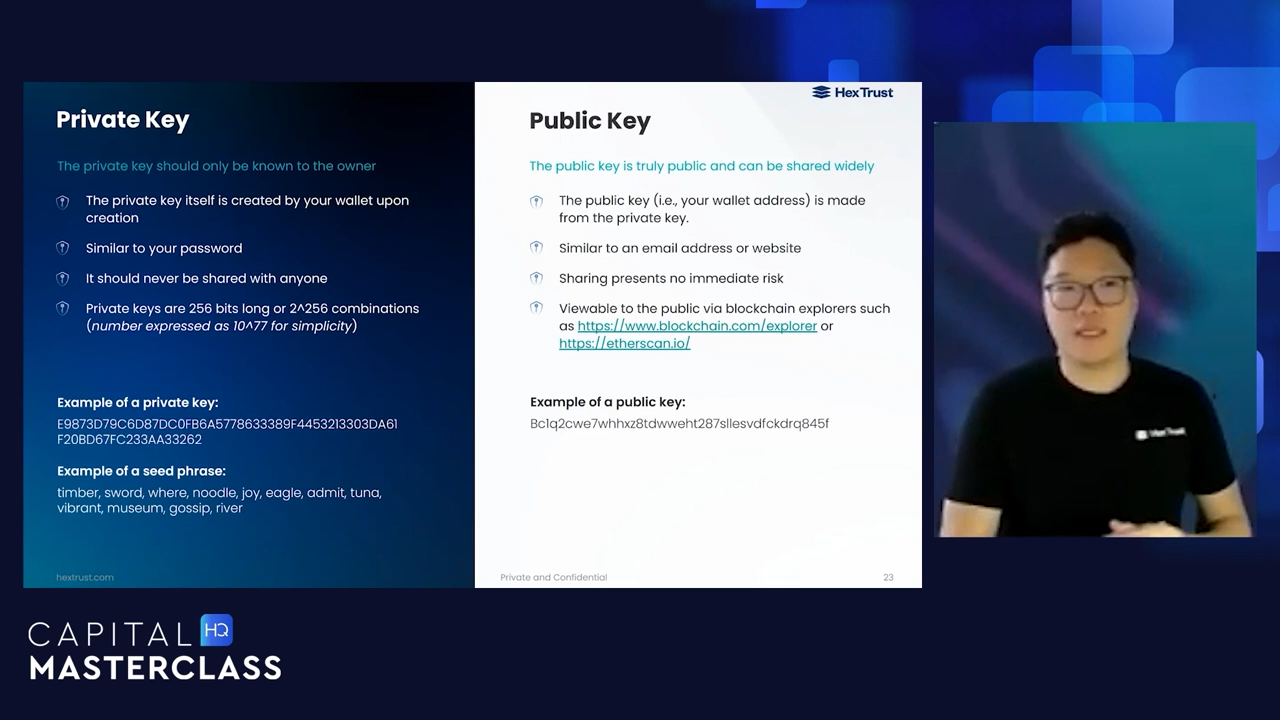 HexTrust
Private Key
The private key should only be known to the owner
The private key itself is created by your wallet upon
creation
Similar to your password
It should never be shared with anyone
Private keys are 256 bits long or 2^256 combinations
(number expressed as 10^77 for simplicity)
Example of a private key:
E9873D79C6D87DC0FB6A5778633389F4453213303DA61
F20BD67FC233AA33262
Example of a seed phrase:
timber, sword, where, noodle, joy, eagle, admit, tuna,
vibrant, museum, gossip, river
hextrust.com
Public Key
The public key is truly public and can be shared widely
The public key (i.e., your wallet address) is made
from the private key.
Similar to an email address or website
Sharing presents no immediate risk
Viewable to the public via blockchain explorers such
as https://www.blockchain.com/explorer or
https://etherscan.io/
Example of a public key:
Bc1q2cwe7whhxz8tdwweht287sllesvdfckdrq845f
Private and Confidential
23
Hex Trust
CAPITAL HQ
MASTERCLASS